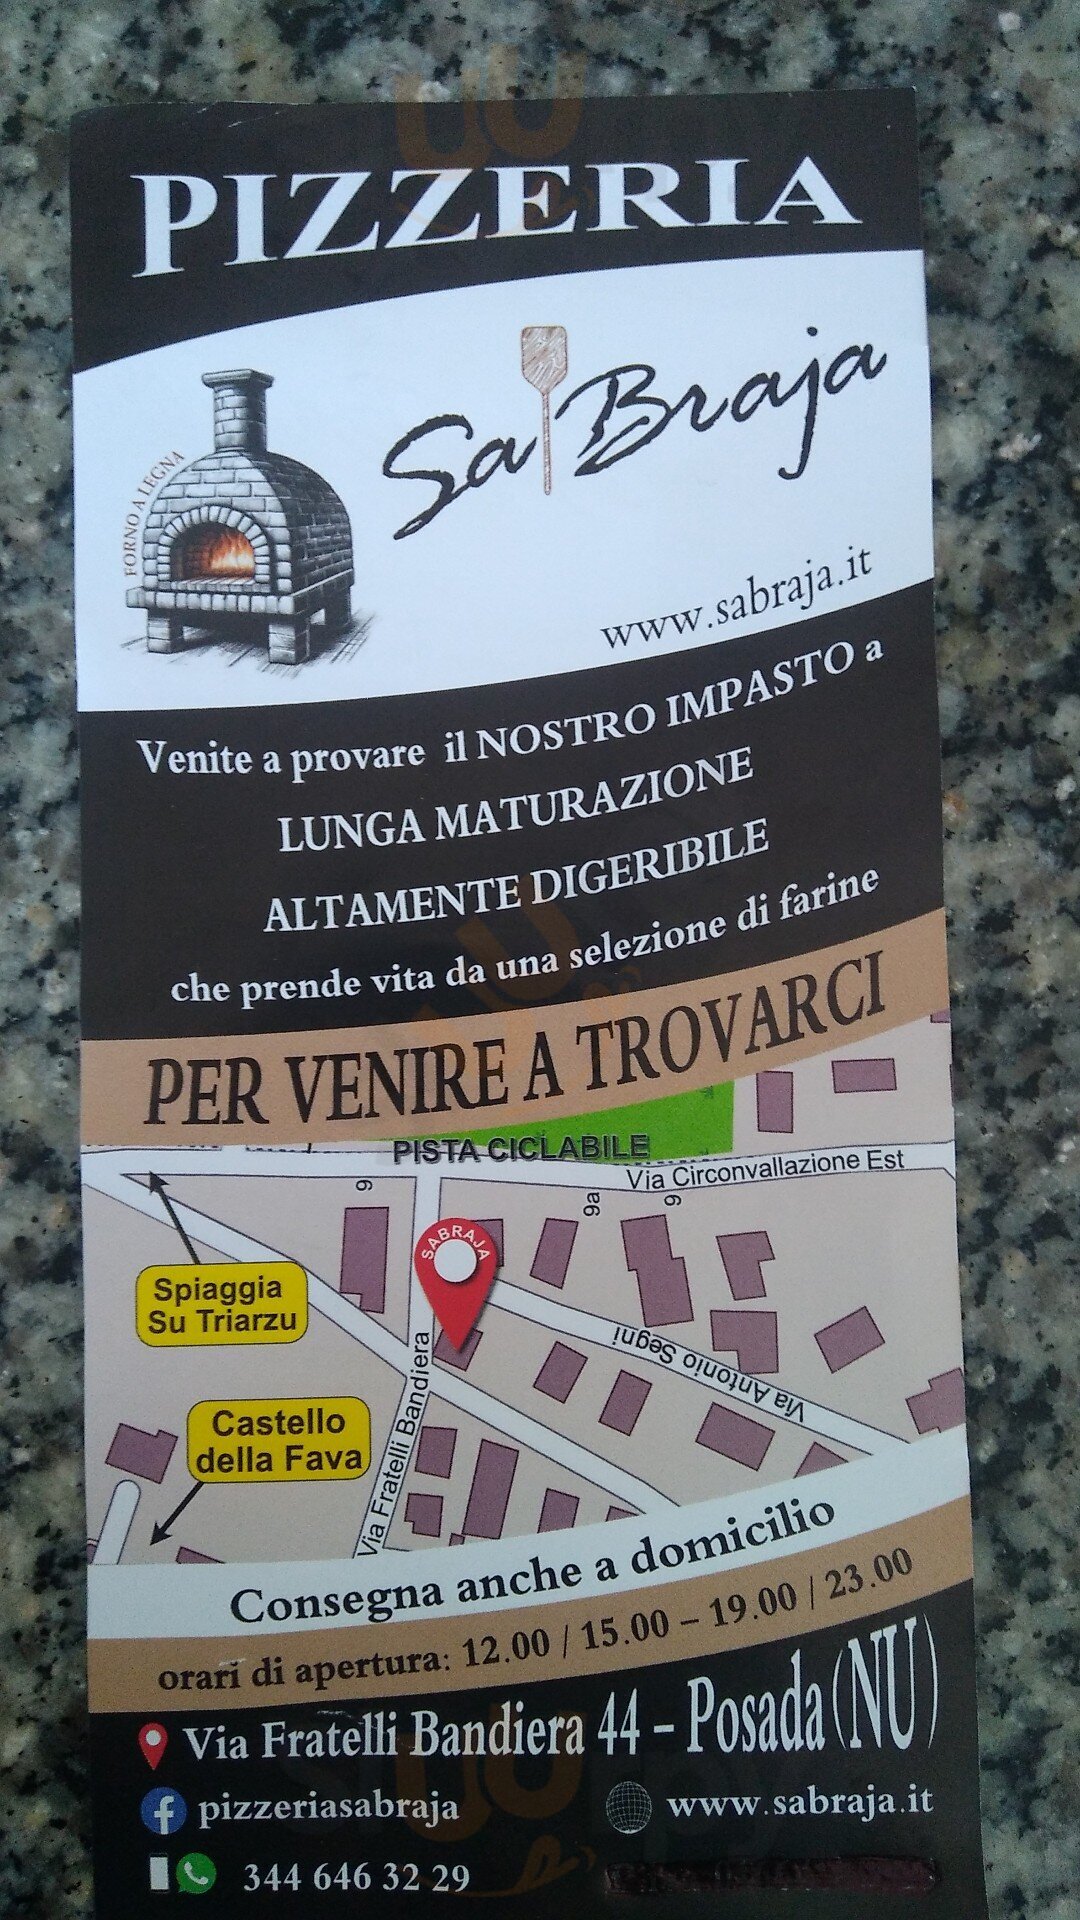 PIZZERIA
FORNO A LEGNA
Sa Braja
www.sabraja.it
Venite a provare il NOSTRO IMPASTO a
LUNGA MATURAZIONE
ALTAMENTE DIGERIBILE
che prende vita da una selezione di farine
PER VENIRE A TROVARCI
PISTA CICLABILE
Via Circonvallazione Est
9
9a
9
SABRAJA
Spiaggia
Su Triarzu
Via Antonio Segni
Via Fratelli Bandiera
Castello
della Fava
Consegna anche a domicilio
orari di apertura: 12.00 / 15.00 – 19.00 / 23.00
Via Fratelli Bandiera 44 – Posada (NU)
pizzeriasabraja
www.sabraja.it
344 646 32 29